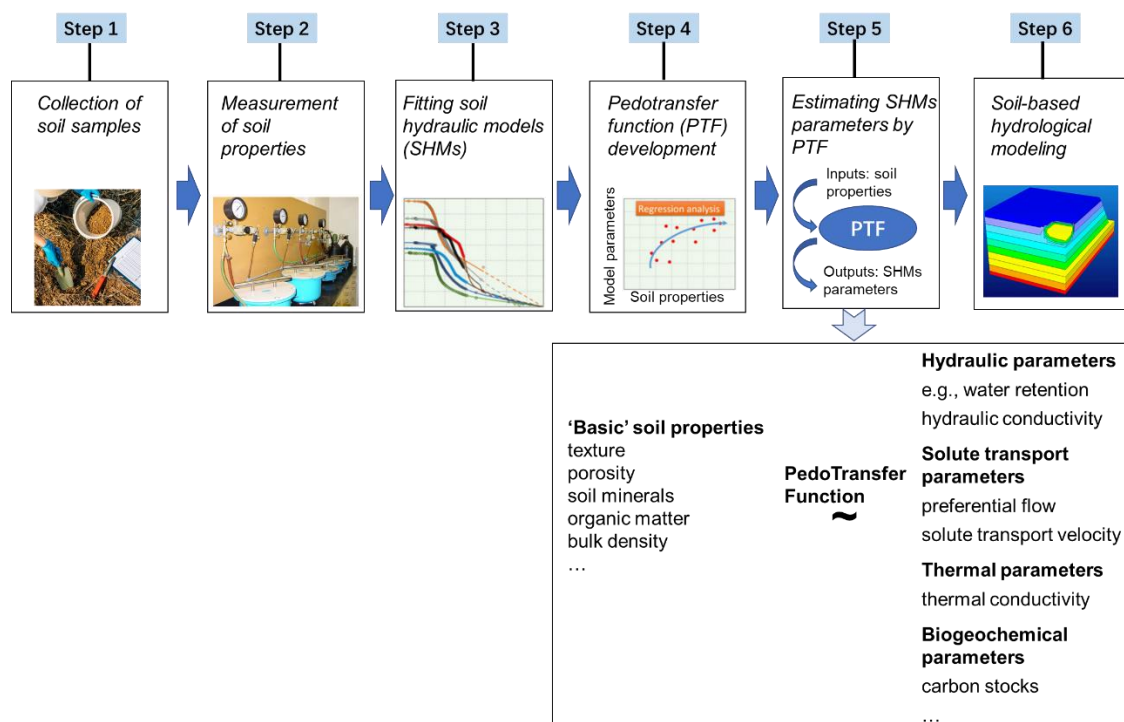 Step 1
Collection of
soil samples
Step 2
Measurement
of soil
properties
Step 3
Fitting soil
hydraulic models
(SHMs)
Step 4
Pedotransfer
function (PTF)
development
Regression analysis
Model parameters
Soil properties
Step 5
Estimating SHMs
parameters by
PTF
Inputs: soil
properties
PTF
Outputs: SHMs
parameters
Step 6
Soil-based
hydrological
modeling
‘Basic’ soil properties
texture
porosity
soil minerals
organic matter
bulk density
…
PedoTransfer
Function
~
Hydraulic parameters
e.g., water retention
hydraulic conductivity
Solute transport
parameters
preferential flow
solute transport velocity
Thermal parameters
thermal conductivity
Biogeochemical
parameters
carbon stocks
…